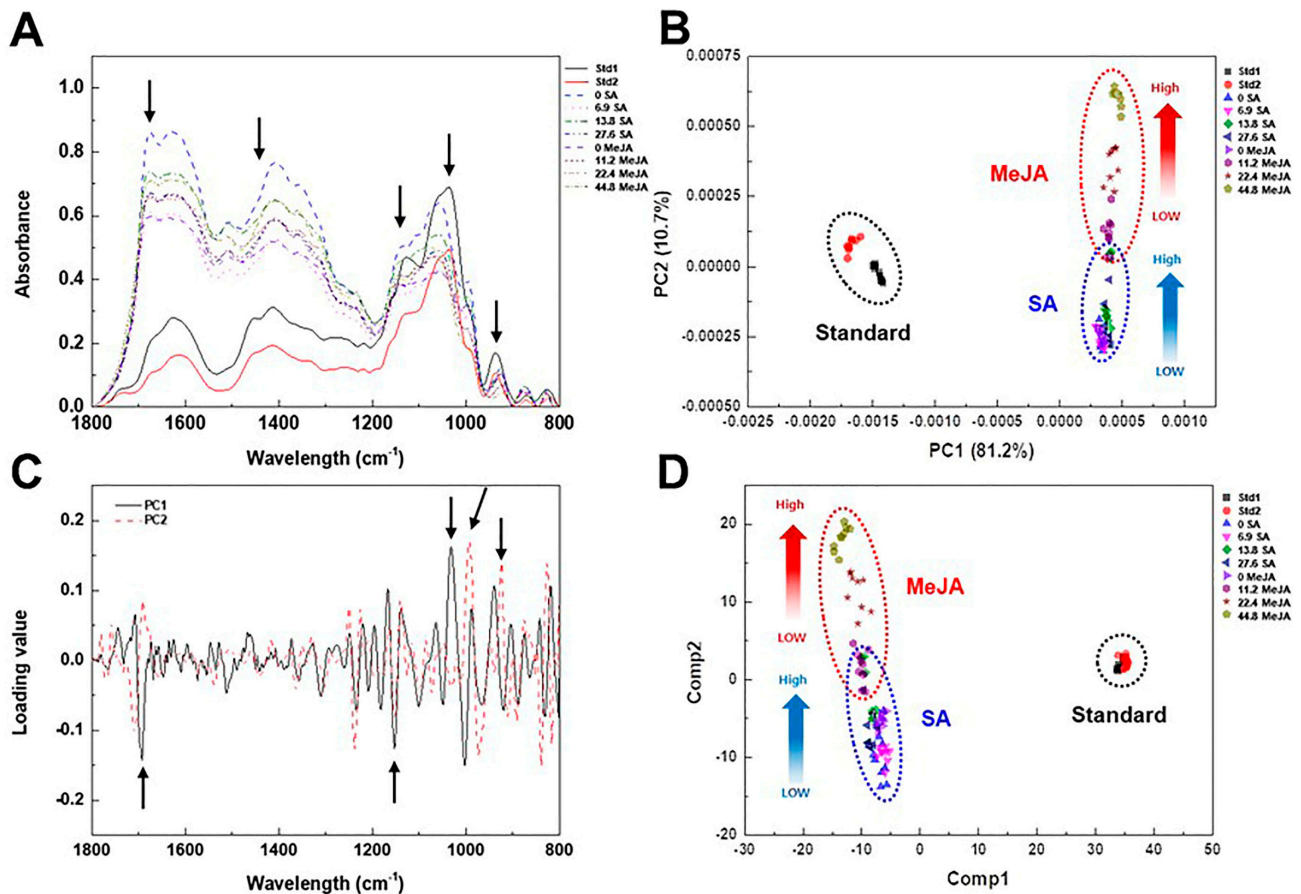 A
Absorbance
1.0
0.8
0.6
0.4
0.2
0.0
1800 1600 1400 1200 1000 800
Wavelength (cm-1)
Std1
Std2
0 SA
6.9 SA
13.8 SA
27.6 SA
0 MeJA
11.2 MeJA
22.4 MeJA
44.8 MeJA
B
PC2 (10.7%)
0.00075
0.00050
0.00025
0.00000
-0.00025
-0.00050
-0.0025 -0.0020 -0.0015 -0.0010 -0.0005 0.0000 0.0005 0.0010
PC1 (81.2%)
MeJA
SA
Standard
High
LOW
High
LOW
Std1
Std2
0 SA
6.9 SA
13.8 SA
27.6 SA
0 MeJA
11.2 MeJA
22.4 MeJA
44.8 MeJA
C
Loading value
0.2
0.1
0.0
-0.1
-0.2
1800 1600 1400 1200 1000 800
Wavelength (cm-1)
PC1
PC2
D
Comp2
20
10
0
-10
-20
-30 -20 -10 0 10 20 30 40 50
Comp1
High
LOW
High
LOW
MeJA
SA
Standard
Std1
Std2
0 SA
6.9 SA
13.8 SA
27.6 SA
0 MeJA
11.2 MeJA
22.4 MeJA
44.8 MeJA